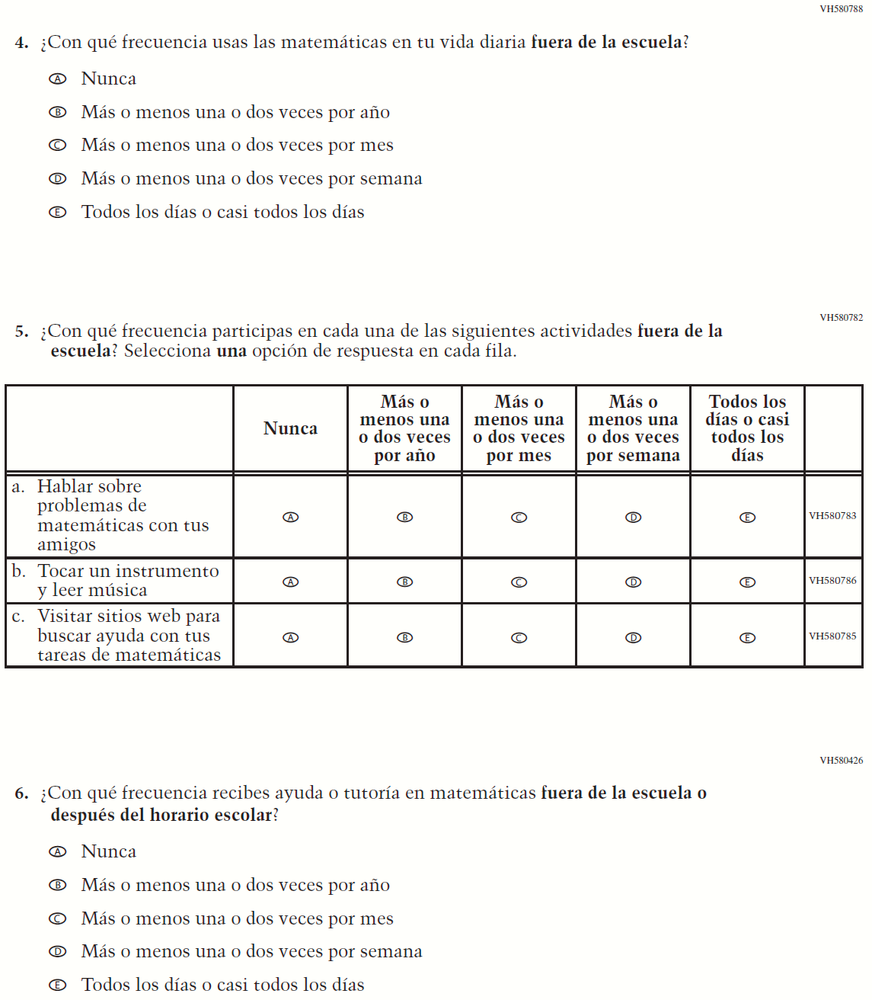 VH580788
4. ¿Con qué frecuencia usas las matemáticas en tu vida diaria fuera de la escuela?
A Nunca
B Más o menos una o dos veces por año
C Más o menos una o dos veces por mes
D Más o menos una o dos veces por semana
E Todos los días o casi todos los días
VH580782
5. ¿Con qué frecuencia participas en cada una de las siguientes actividades fuera de la
escuela? Selecciona una opción de respuesta en cada fila.
Nunca
Más o
menos una
o dos veces
por año
Más o
menos una
o dos veces
por mes
Más o
menos una
o dos veces
por semana
Todos los
días o casi
todos los
días
a. Hablar sobre
problemas de
matemáticas con tus
amigos
A B C D E VH580783
b. Tocar un instrumento
y leer música
A B C D E VH580786
c. Visitar sitios web para
buscar ayuda con tus
tareas de matemáticas
A B C D E VH580785
VH580426
6. ¿Con qué frecuencia recibes ayuda o tutoría en matemáticas fuera de la escuela o
después del horario escolar?
A Nunca
B Más o menos una o dos veces por año
C Más o menos una o dos veces por mes
D Más o menos una o dos veces por semana
E Todos los días o casi todos los días